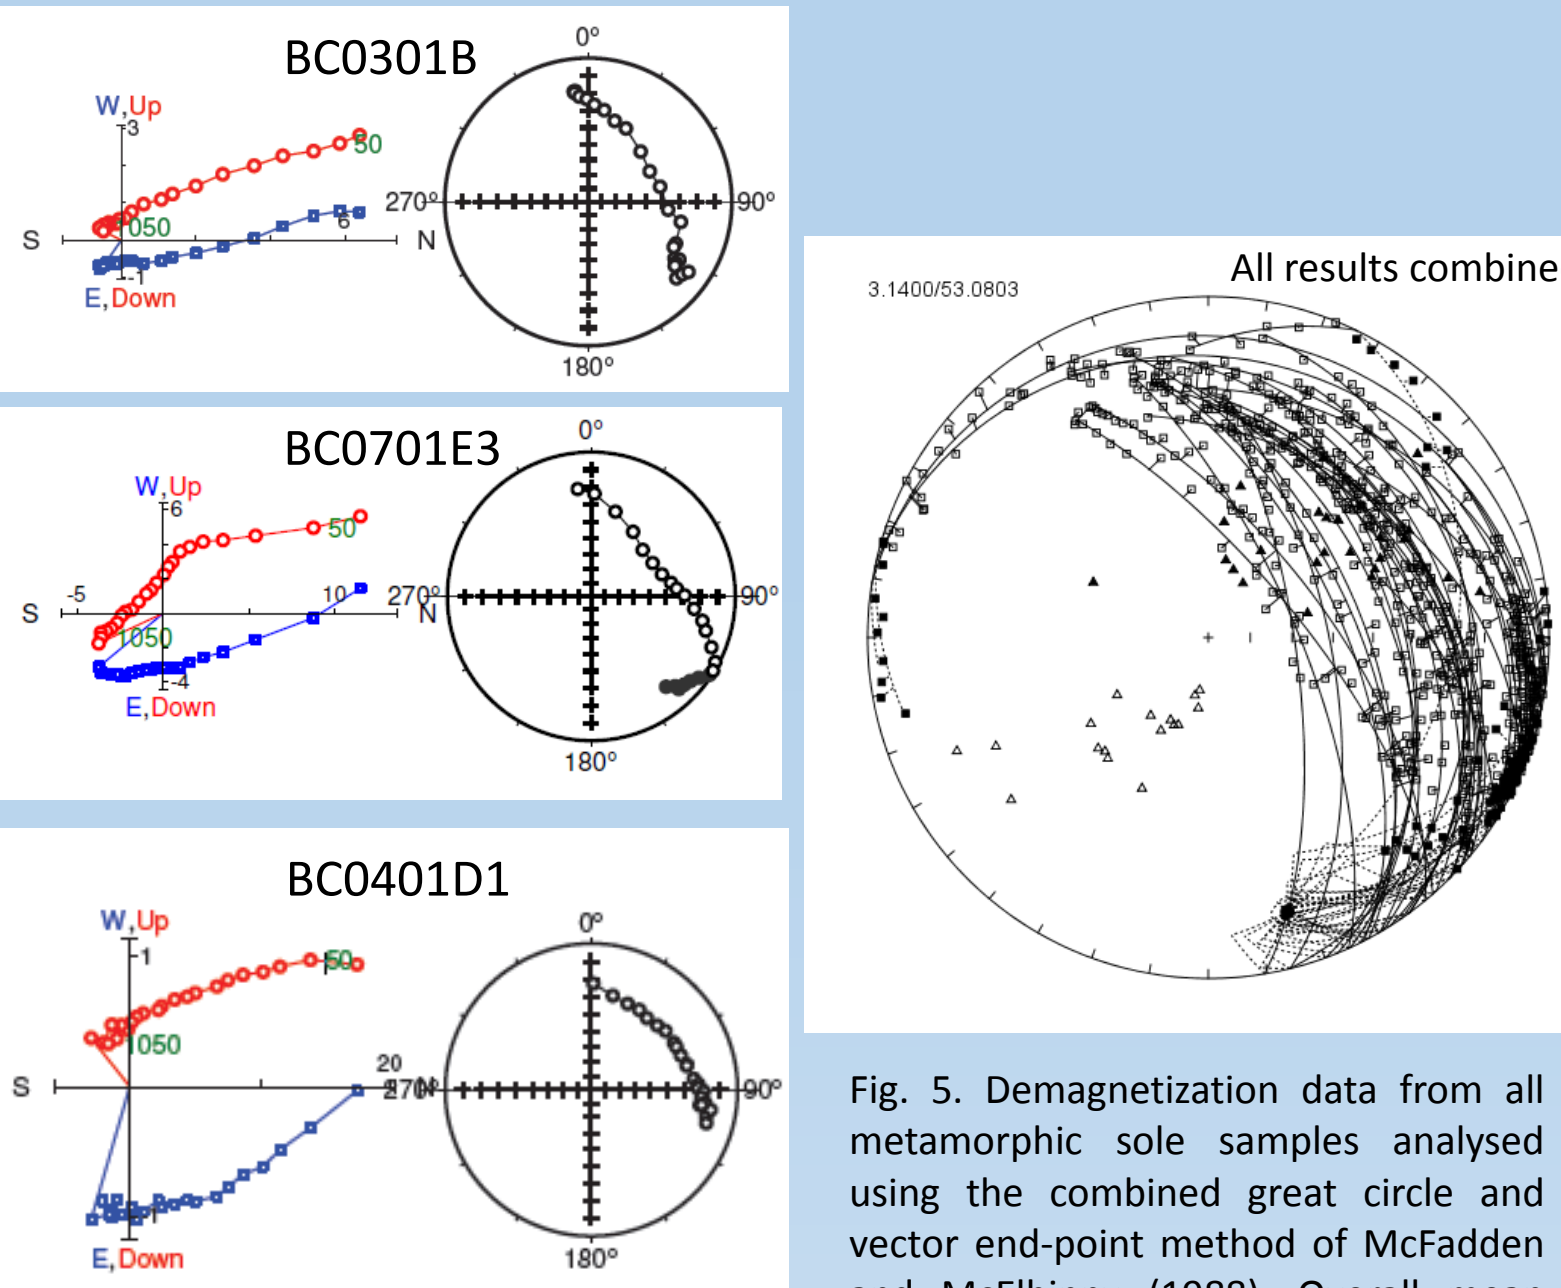 BC0301B
0°
W,Up
3
50
270°
90°
6
1050
S
N
-1
E,Down
180°
BC0701E3
0°
W,Up
6
50
-5
10
270°
90°
S
N
1050
-4
E,Down
180°
BC0401D1
0°
W,Up
-1
50
1050
20
S
270°
90°
E,Down
180°
All results combine
3.1400/53.0803
Fig. 5. Demagnetization data from all
metamorphic sole samples analysed
using the combined great circle and
vector end-point method of McFadden